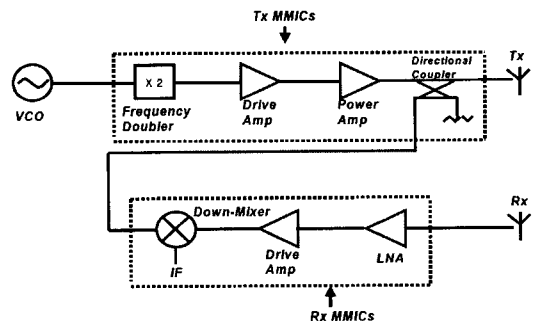 Tx MMICs
Directional
Coupler
Tx
X 2
VCO
Frequency
Doubler
Drive
Amp
Power
Amp
Rx
Down-Mixer
IF
Drive
Amp
LNA
Rx MMICs